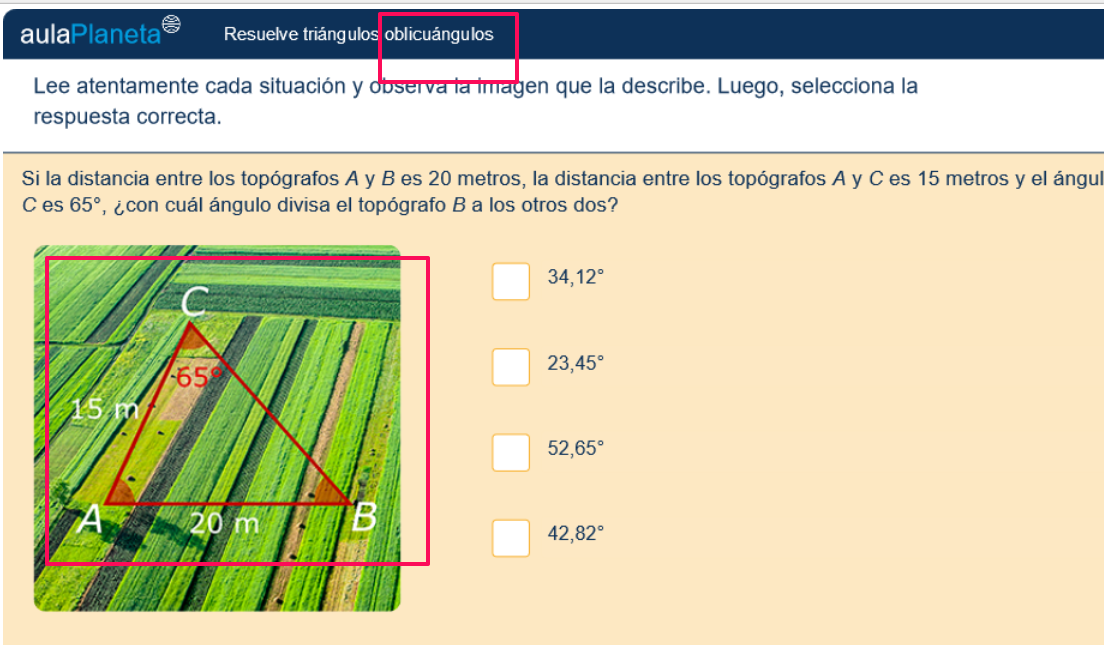 aulaPlaneta Resuelve triángulos oblicuángulos
Lee atentamente cada situación y observa la imagen que la describe. Luego, selecciona la
respuesta correcta.
Si la distancia entre los topógrafos A y B es 20 metros, la distancia entre los topógrafos A y C es 15 metros y el ángul
C es 65°, ¿con cuál ángulo divisa el topógrafo B a los otros dos?
C
65°
15 m
A
20 m
B
34,12°
23,45°
52,65°
42,82°